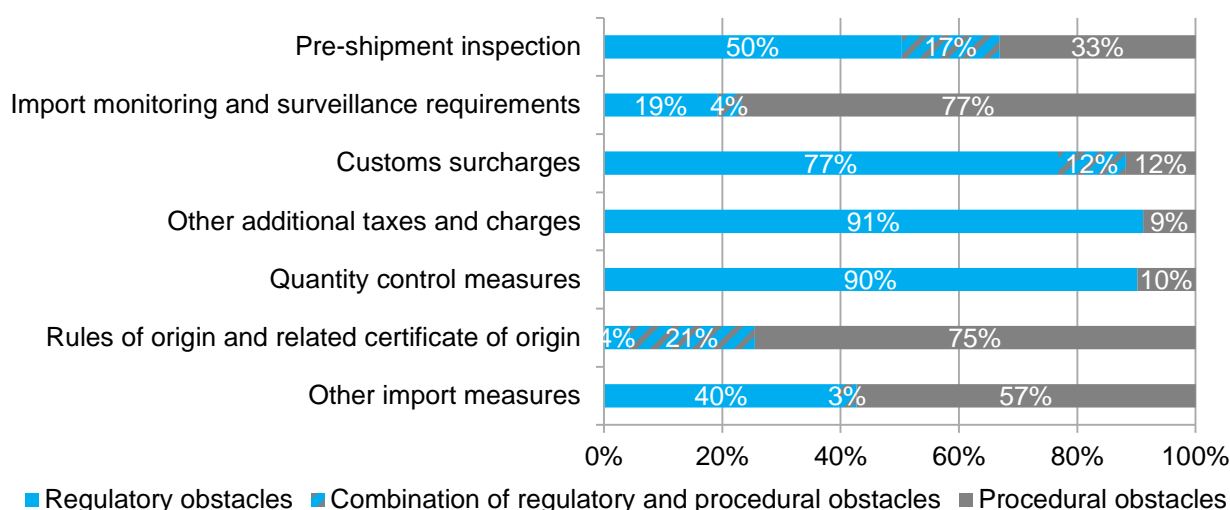 Pre-shipment inspection 50% 17% 33%
Import monitoring and surveillance requirements 19% 4% 77%
Customs surcharges 77% 12% 12%
Other additional taxes and charges 91% 9%
Quantity control measures 90% 10%
Rules of origin and related certificate of origin 4% 21% 75%
Other import measures 40% 3% 57%
0% 20% 40% 60% 80% 100%
Regulatory obstacles Combination of regulatory and procedural obstacles Procedural obstacles